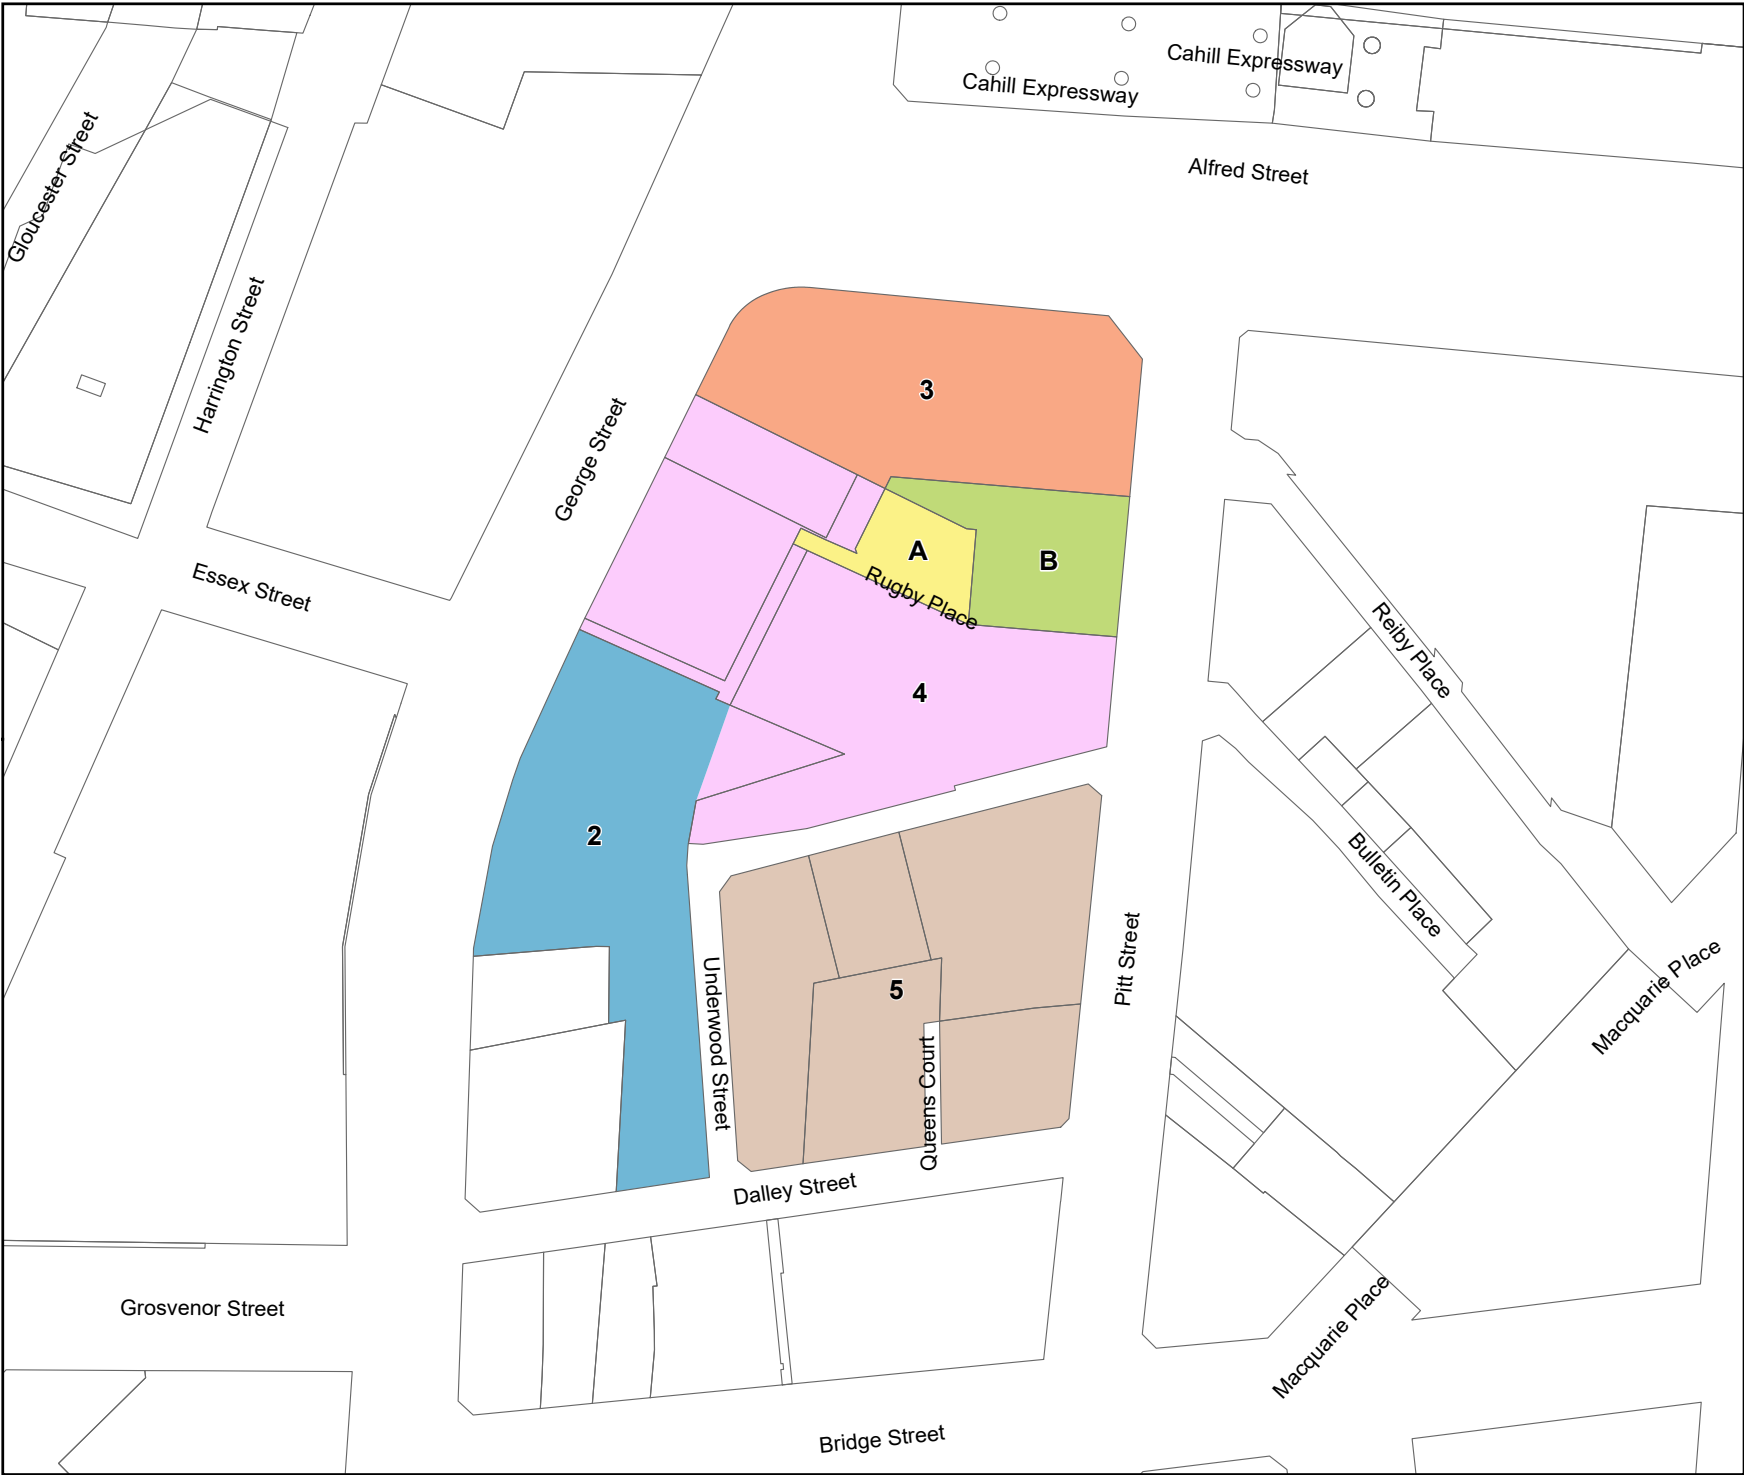 Cahill Expressway
Cahill Expressway
Alfred Street
Gloucester Street
Harrington Street
3
George Street
A
B
Essex Street
Rugby Place
Reiby Place
4
2
Bulletin Place
Pitt Street
Macquarie Place
5
Underwood Street
Queens Court
Dalley Street
Grosvenor Street
Macquarie Place
Bridge Street